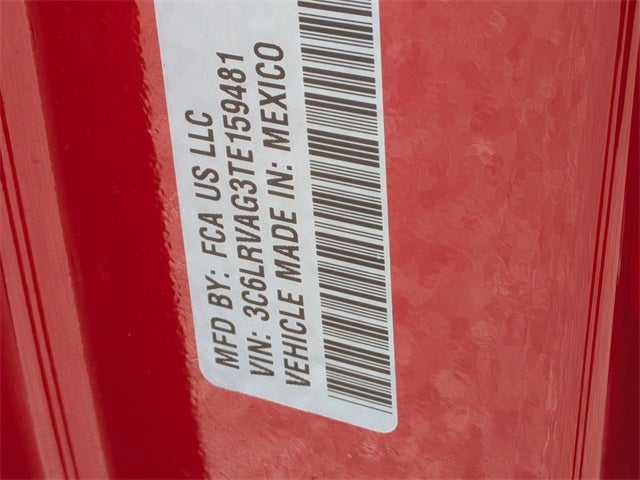 MFD BY: FCA US LLC
VIN: 3C6LRVAG3TE159481
VEHICLE MADE IN: MEXICO